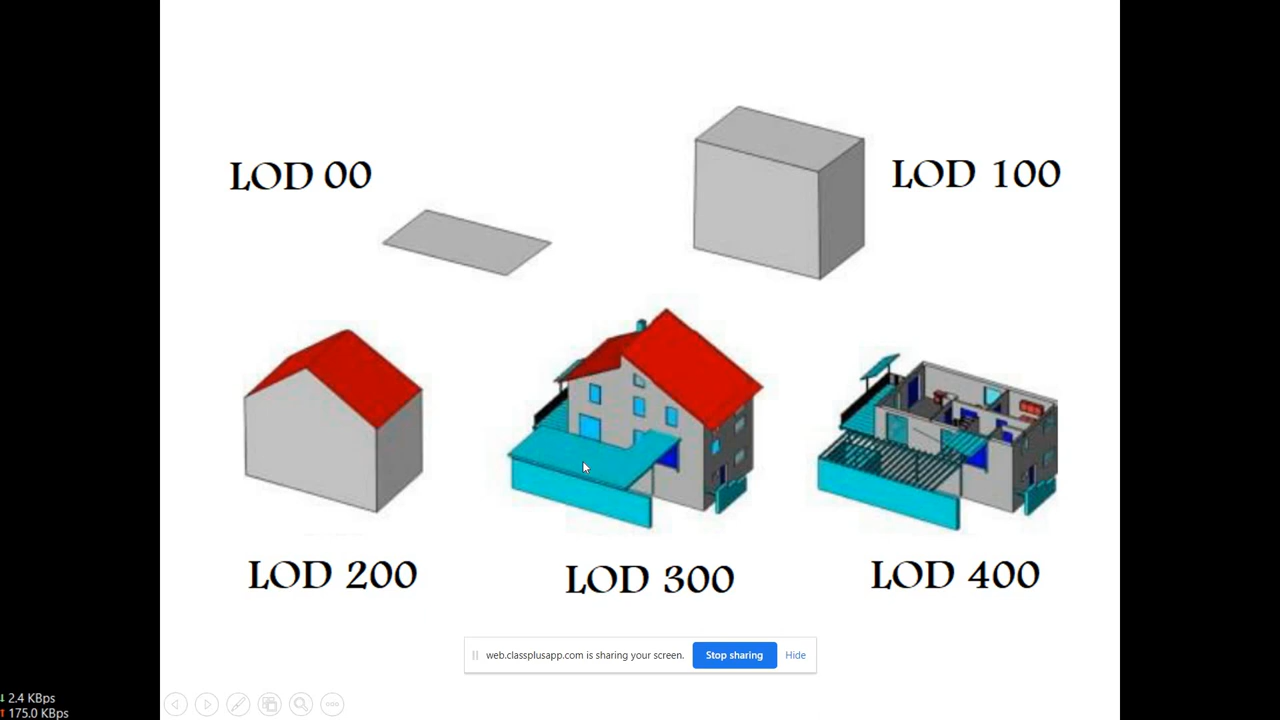 LOD 00
LOD 100
LOD 200
LOD 300
LOD 400
web.classplusapp.com is sharing your screen.
Stop sharing
Hide
↓ 2.4 KBps
↑ 175.0 KBps